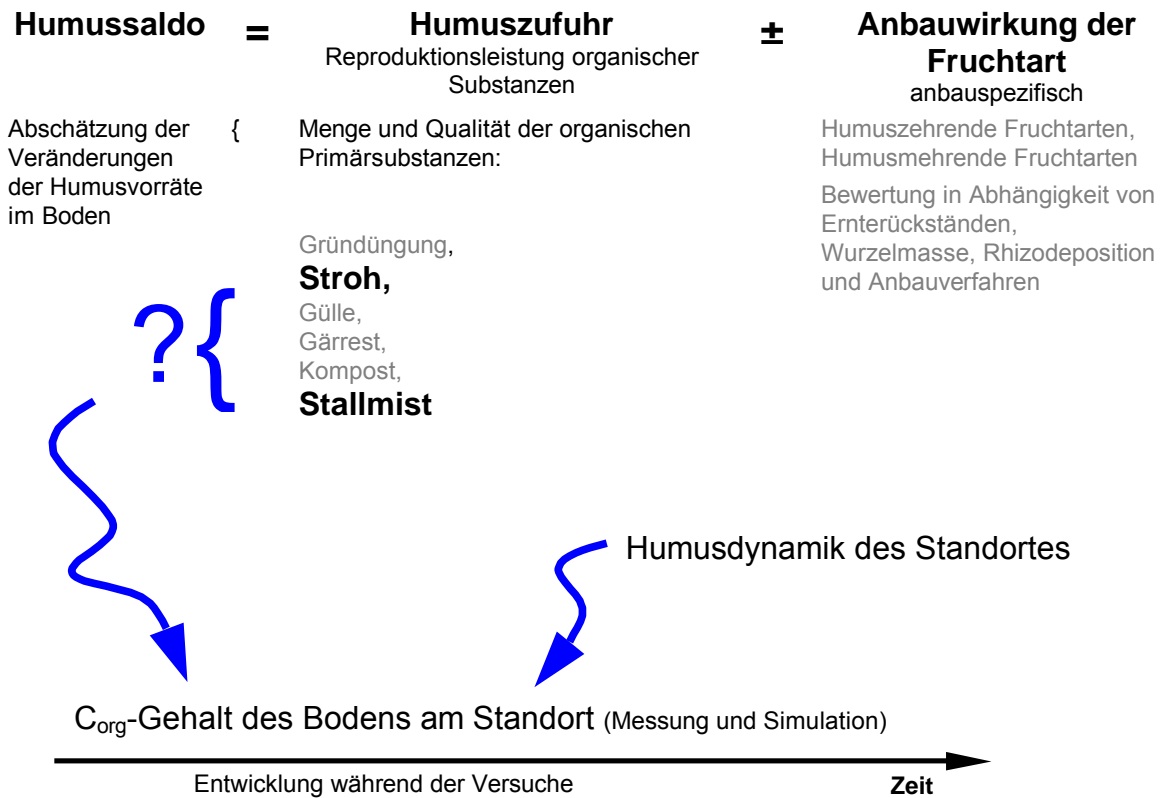 Humussaldo = Humuszufuhr ± Anbauwirkung der
Fruchtart
Reproduktionsleistung organischer
Substanzen
anbauspezifisch
Abschätzung der {
Veränderungen
der Humusvorräte
im Boden
Menge und Qualität der organischen
Primärsubstanzen:
Gründüngung,
Stroh,
Gülle,
Gärrest,
Kompost,
Stallmist
?{
Humuszehrende Fruchtarten,
Humusmehrende Fruchtarten
Bewertung in Abhängigkeit von
Ernterückständen,
Wurzelmasse, Rhizodeposition
und Anbauverfahren
Humusdynamik des Standortes
Corg-Gehalt des Bodens am Standort (Messung und Simulation)
Entwicklung während der Versuche Zeit